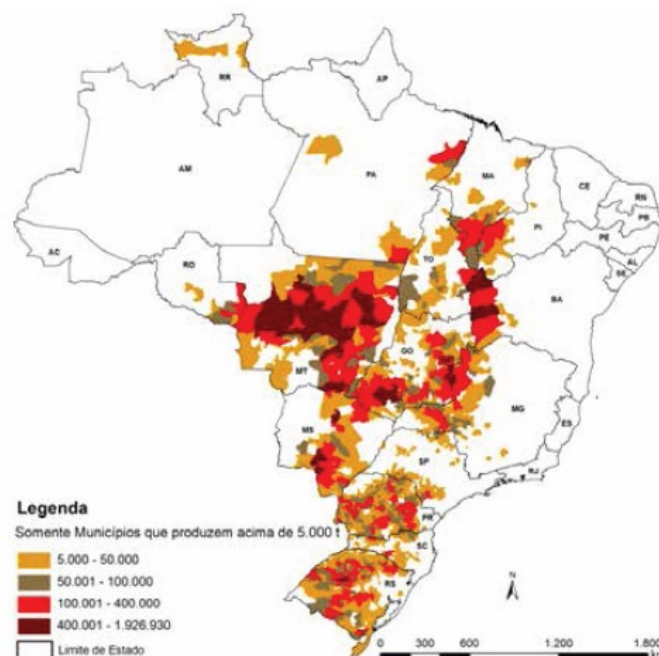 RR
AP
AM
PA
MA
CE
RN
PB
PE
AL
SE
PI
AC
RO
TO
BA
MT
GO
MG
ES
MS
SP
RJ
PR
SC
RS
Legenda
Somente Municípios que produzem acima de 5.000 t
5.000 - 50.000
50.001 - 100.000
100.001 - 400.000
400.001 - 1.926.930
Limite de Estado
N
0 300 600 1.200 1.800